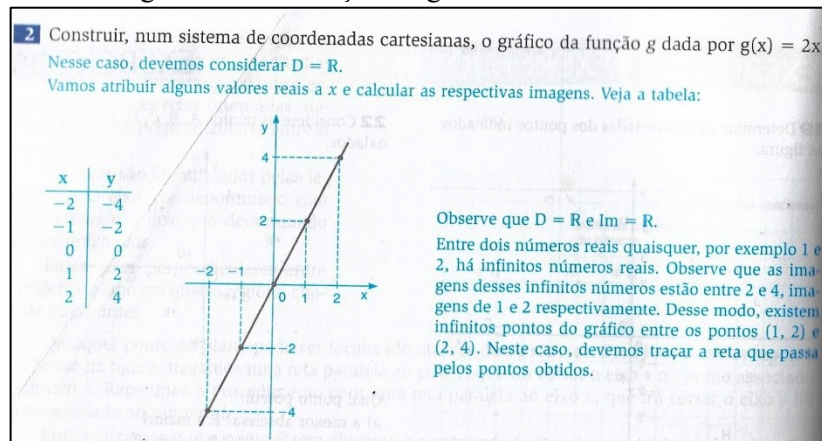 2 Construir, num sistema de coordenadas cartesianas, o gráfico da função g dada por g(x) = 2x
Nesse caso, devemos considerar D = R.
Vamos atribuir alguns valores reais a x e calcular as respectivas imagens. Veja a tabela:
x y
−2 −4
−1 −2
0
1 2
2 4
y
4
2
−2 −1
0 1 2 x
−2
−4
Observe que D = R e Im = R.
Entre dois números reais quaisquer, por exemplo 1 e
2, há infinitos números reais. Observe que as ima-
gens desses infinitos números estão entre 2 e 4, ima-
gens de 1 e 2 respectivamente. Desse modo, existem
infinitos pontos do gráfico entre os pontos (1, 2) e
(2, 4). Neste caso, devemos traçar a reta que passa
pelos pontos obtidos.